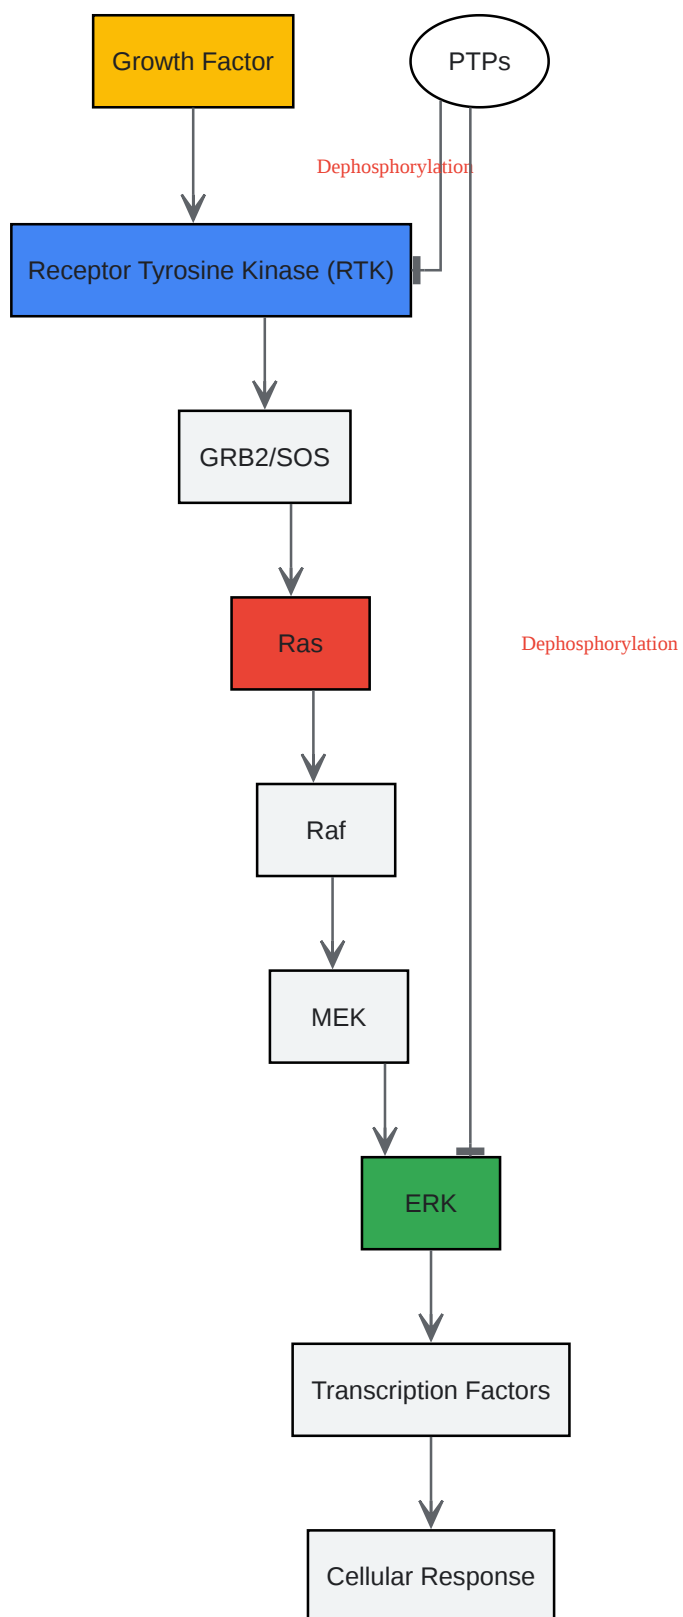 Growth Factor
PTPs
Dephosphorylation
Receptor Tyrosine Kinase (RTK)
GRB2/SOS
Ras
Dephosphorylation
Raf
MEK
ERK
Transcription Factors
Cellular Response